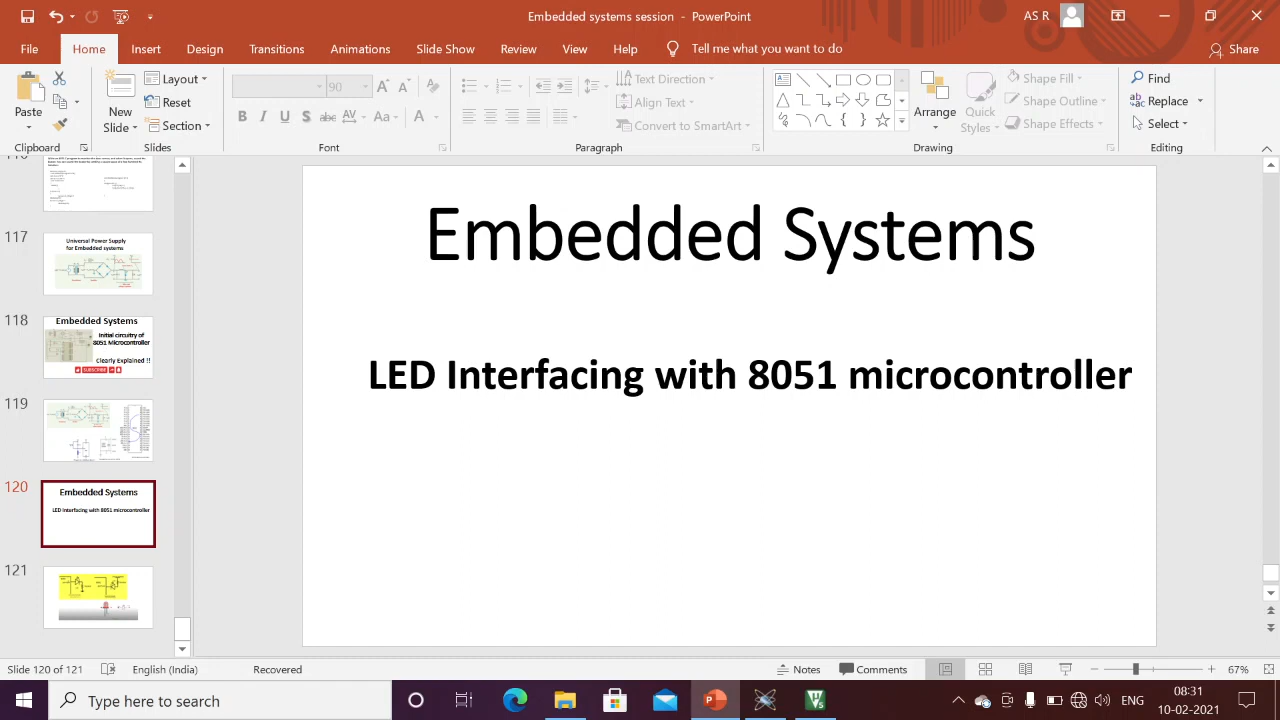 Embedded systems session - PowerPoint
AS R
File Home Insert Design Transitions Animations Slide Show Review View Help Tell me what you want to do Share
Paste
Clipboard
New Slide
Layout
Reset
Section
Slides
20
B I U S abc AV Aa A
Font
Text Direction
Align Text
Convert to SmartArt
Paragraph
Arrange
Quick Styles
Shape Fill
Shape Outline
Shape Effects
Drawing
Find
Replace
Select
Editing
117
Universal Power Supply
for Embedded systems
118
Embedded Systems
Initial circuitry of
8051 Microcontroller
Clearly Explained !!
SUBSCRIBE
119
120
Embedded Systems
LED Interfacing with 8051 microcontroller
121
Embedded Systems
LED Interfacing with 8051 microcontroller
Slide 120 of 121 English (India) Recovered Notes Comments 67%
Type here to search
ENG
08:31
10-02-2021